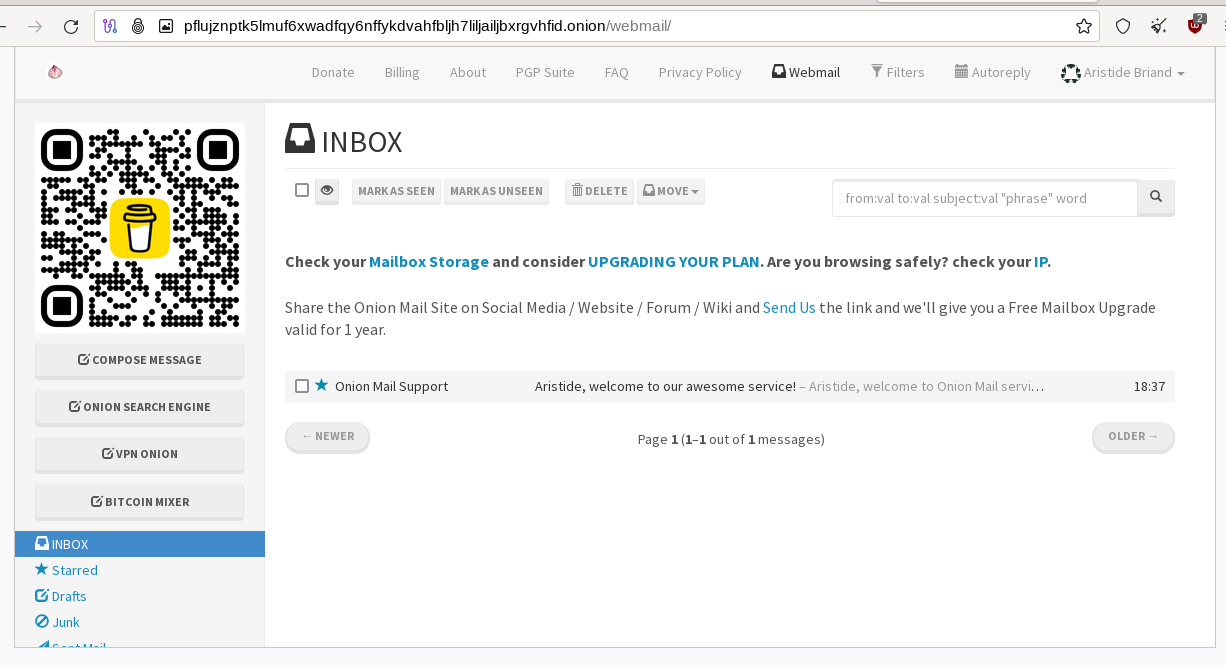 pflujznptk5lmuf6xwadfqy6nffykdvahfbljh7liljailjbxrgvhfid.onion/webmail/
2
Donate Billing About PGP Suite FAQ Privacy Policy Webmail Filters Autoreply Aristide Briand
INBOX
MARK AS SEEN MARK AS UNSEEN DELETE MOVE
from:val to:val subject:val "phrase" word
Check your Mailbox Storage and consider UPGRADING YOUR PLAN. Are you browsing safely? check your IP.
Share the Onion Mail Site on Social Media / Website / Forum / Wiki and Send Us the link and we'll give you a Free Mailbox Upgrade
valid for 1 year.
Onion Mail Support Aristide, welcome to our awesome service! – Aristide, welcome to Onion Mail servi… 18:37
← NEWER Page 1 (1–1 out of 1 messages) OLDER →
COMPOSE MESSAGE
ONION SEARCH ENGINE
VPN ONION
BITCOIN MIXER
INBOX
Starred
Drafts
Junk
Sent Mail